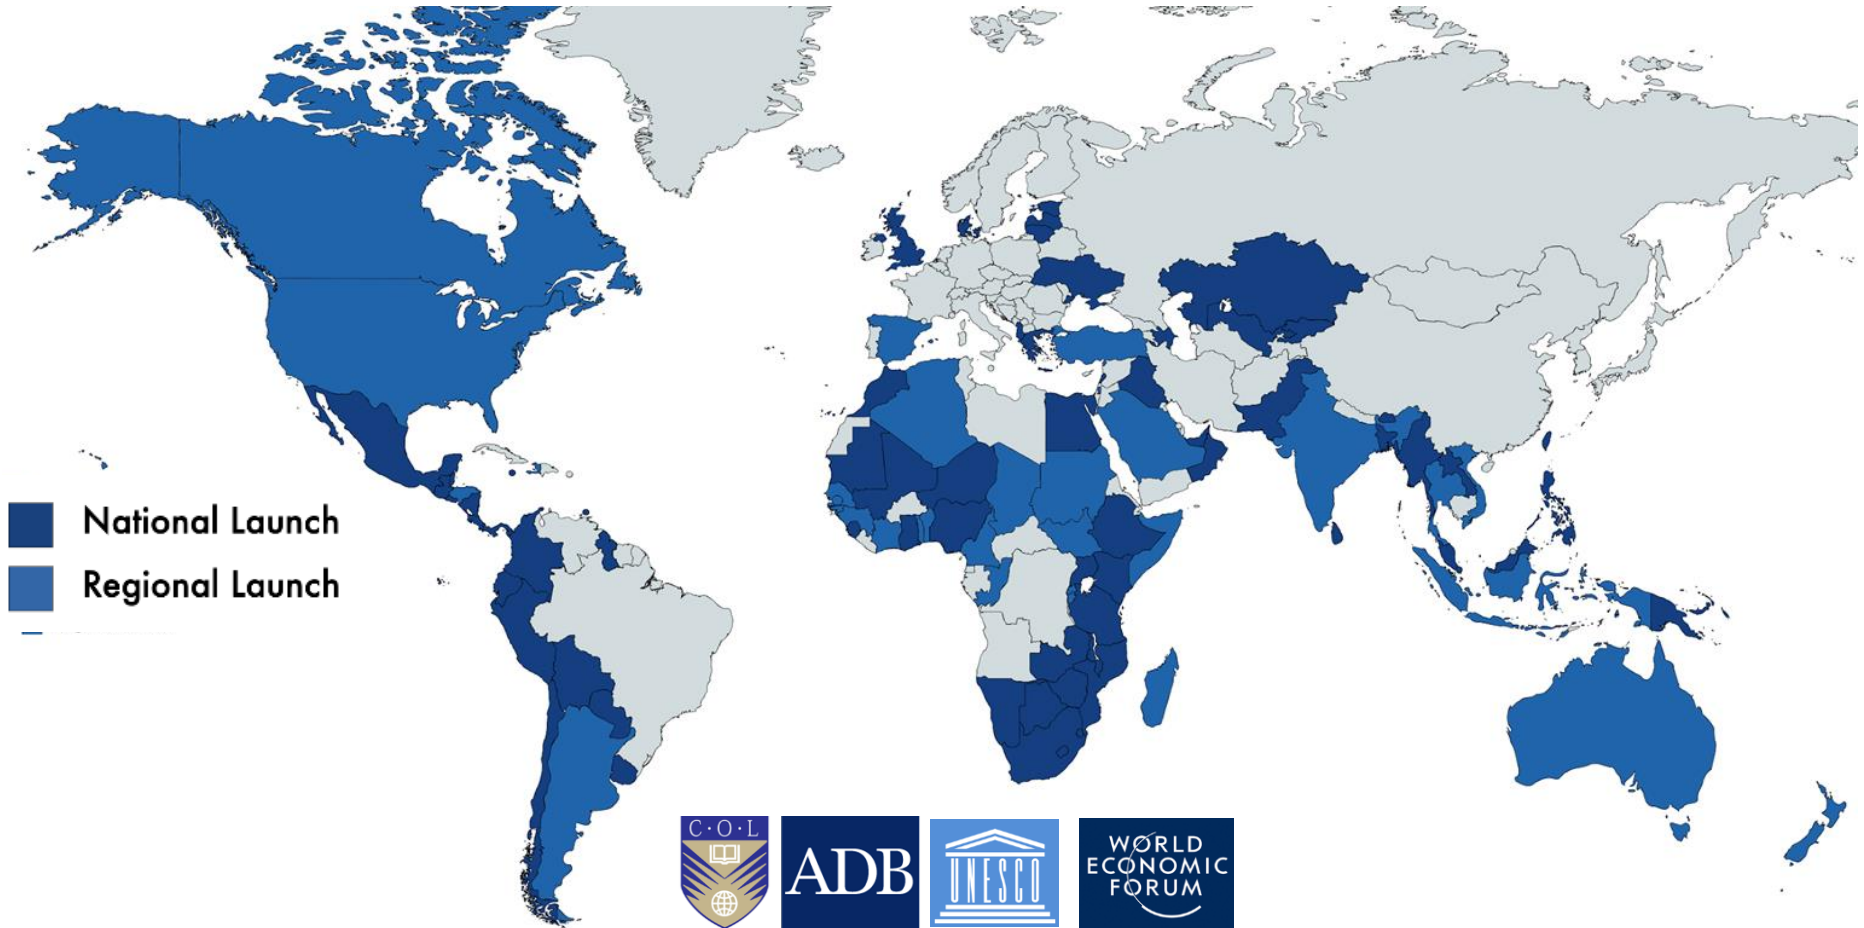 National Launch
Regional Launch
C·O·L
ADB
UNESCO
WORLD
ECONOMIC
FORUM